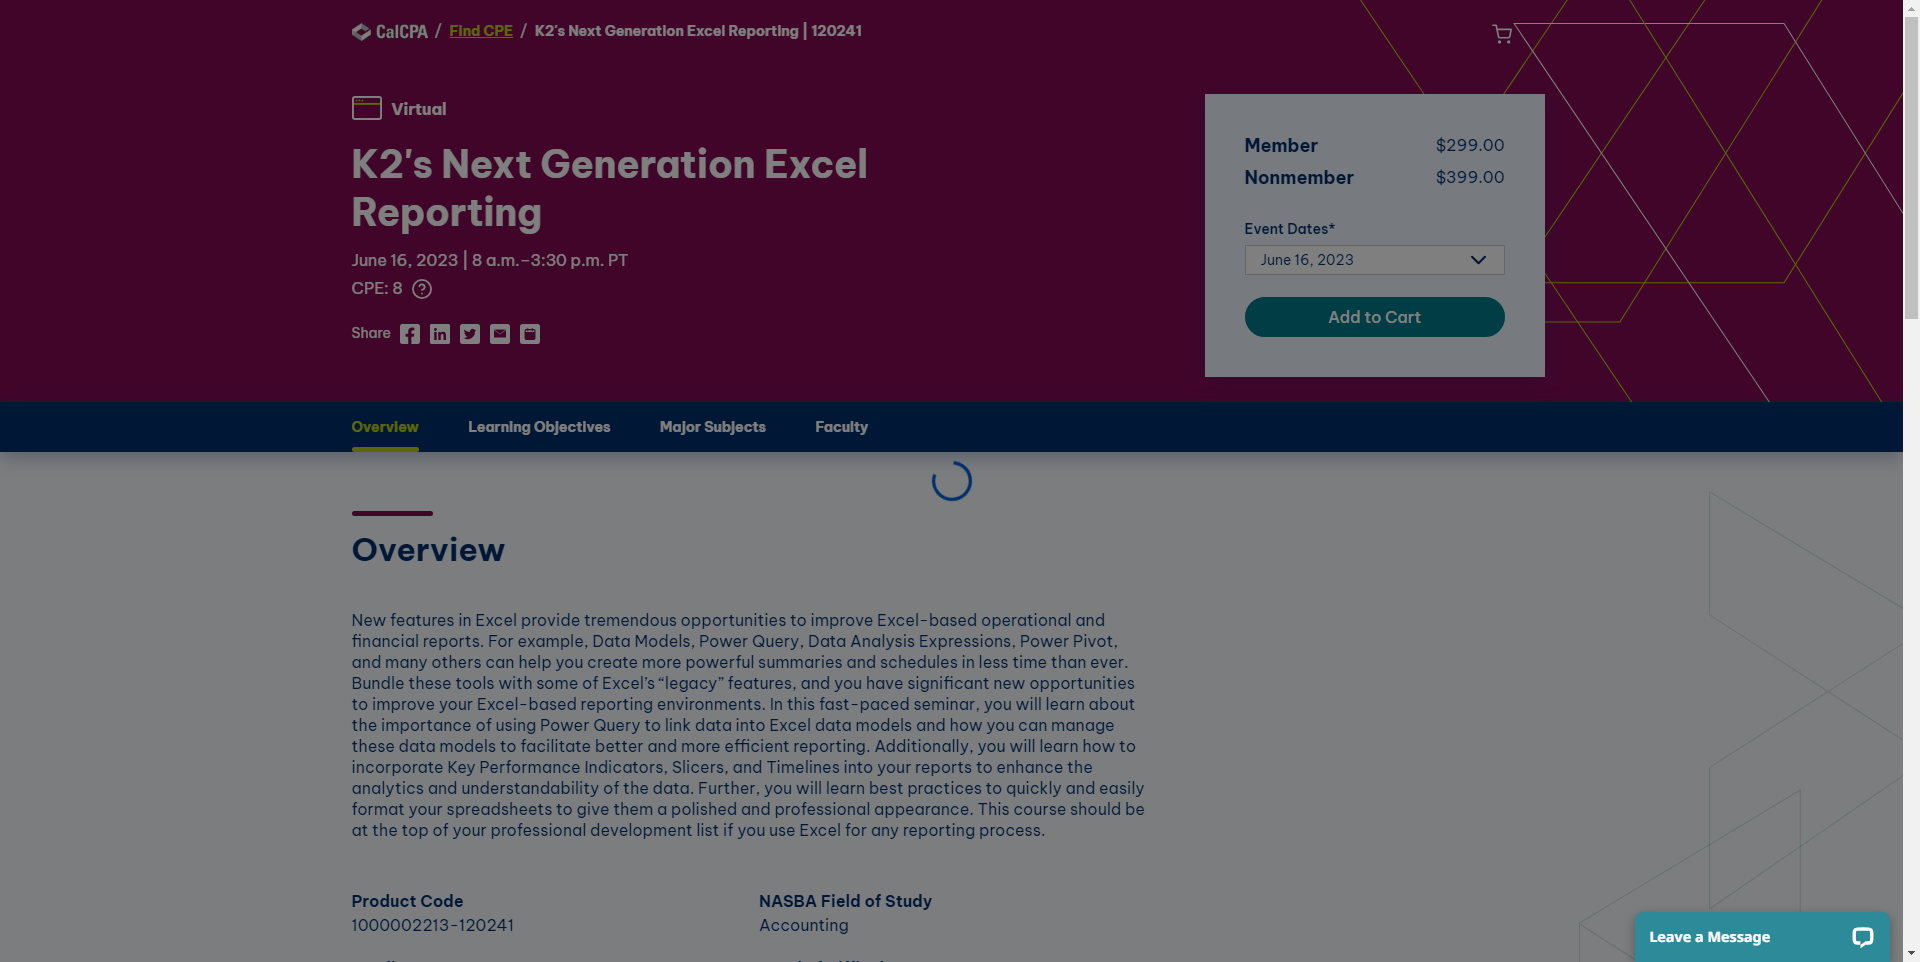 CalCPA / Find CPE / K2's Next Generation Excel Reporting | 120241
Virtual
K2's Next Generation Excel
Reporting
June 16, 2023 | 8 a.m.–3:30 p.m. PT
CPE: 8 ?
Share
Member $299.00
Nonmember $399.00
Event Dates*
June 16, 2023
Add to Cart
Overview Learning Objectives Major Subjects Faculty
Overview
New features in Excel provide tremendous opportunities to improve Excel-based operational and
financial reports. For example, Data Models, Power Query, Data Analysis Expressions, Power Pivot,
and many others can help you create more powerful summaries and schedules in less time than ever.
Bundle these tools with some of Excel’s “legacy” features, and you have significant new opportunities
to improve your Excel-based reporting environments. In this fast-paced seminar, you will learn about
the importance of using Power Query to link data into Excel data models and how you can manage
these data models to facilitate better and more efficient reporting. Additionally, you will learn how to
incorporate Key Performance Indicators, Slicers, and Timelines into your reports to enhance the
analytics and understandability of the data. Further, you will learn best practices to quickly and easily
format your spreadsheets to give them a polished and professional appearance. This course should be
at the top of your professional development list if you use Excel for any reporting process.
Product Code
1000002213-120241
NASBA Field of Study
Accounting
Leave a Message